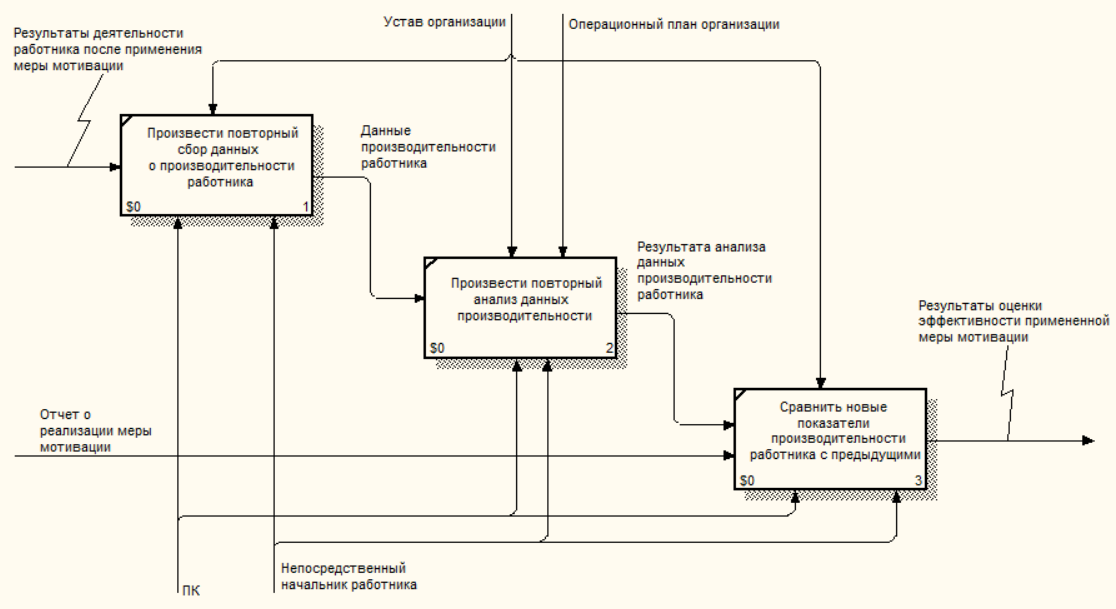 Устав организации
Операционный план организации
Результаты деятельности
работника после применения
меры мотивации
Произвести повторный
сбор данных
о производительности
работника
$0
1
Данные
производительности
работника
Произвести повторный
анализ данных
производительности
$0
2
Результата анализа
данных
производительности
работника
Результаты оценки
эффективности примененной
меры мотивации
Отчет о
реализации меры
мотивации
Сравнить новые
показатели
производительности
работника с предыдущими
$0
3
Непосредственный
начальник работника
ПК